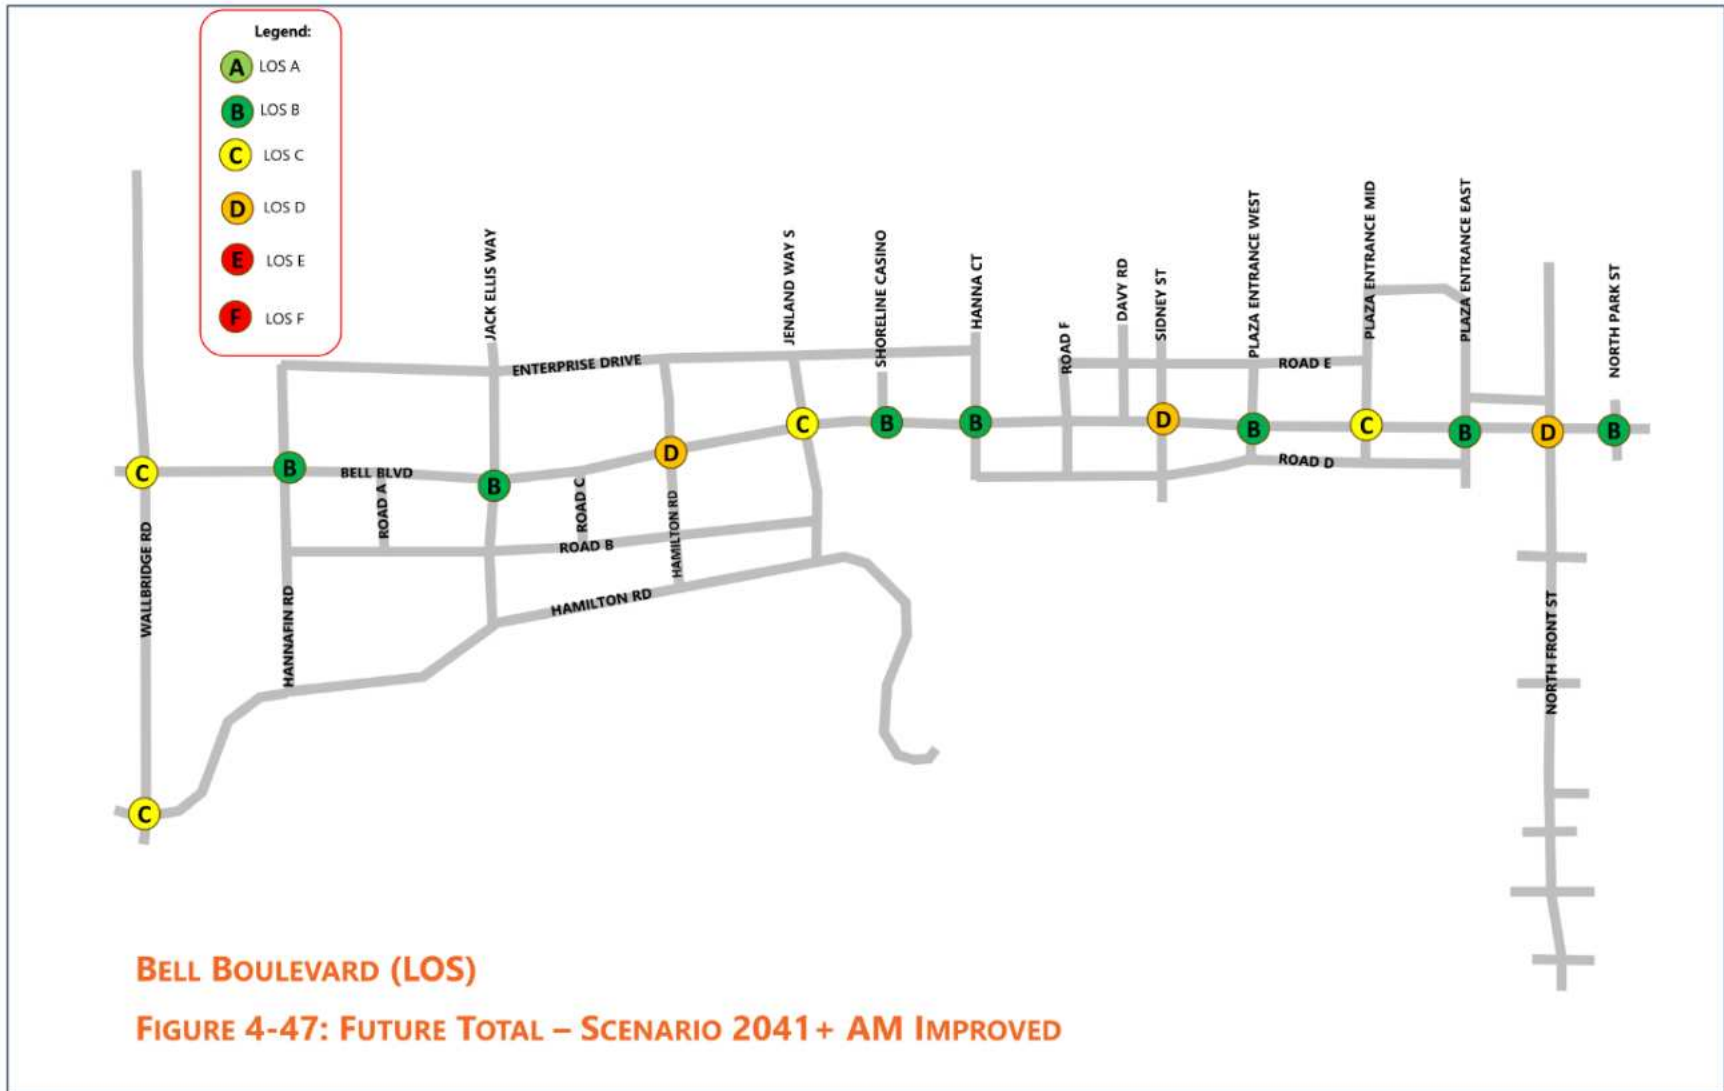 Legend:
A LOS A
B LOS B
C LOS C
D LOS D
E LOS E
F LOS F
JACK ELLIS WAY
JENLAND WAY S
SHORELINE CASINO
HANNA CT
ROAD F
DAVY RD
SIDNEY ST
PLAZA ENTRANCE WEST
PLAZA ENTRANCE MID
PLAZA ENTRANCE EAST
NORTH PARK ST
ENTERPRISE DRIVE
ROAD E
C
B
BELL BLVD
B
D
C
B
B
D
B
C
B
D
B
ROAD D
ROAD A
ROAD C
HAMILTON RD
ROAD B
WALLBRIDGE RD
HANNAFIN RD
HAMILTON RD
NORTH FRONT ST
C
BELL BOULEVARD (LOS)
FIGURE 4-47: FUTURE TOTAL – SCENARIO 2041+ AM IMPROVED